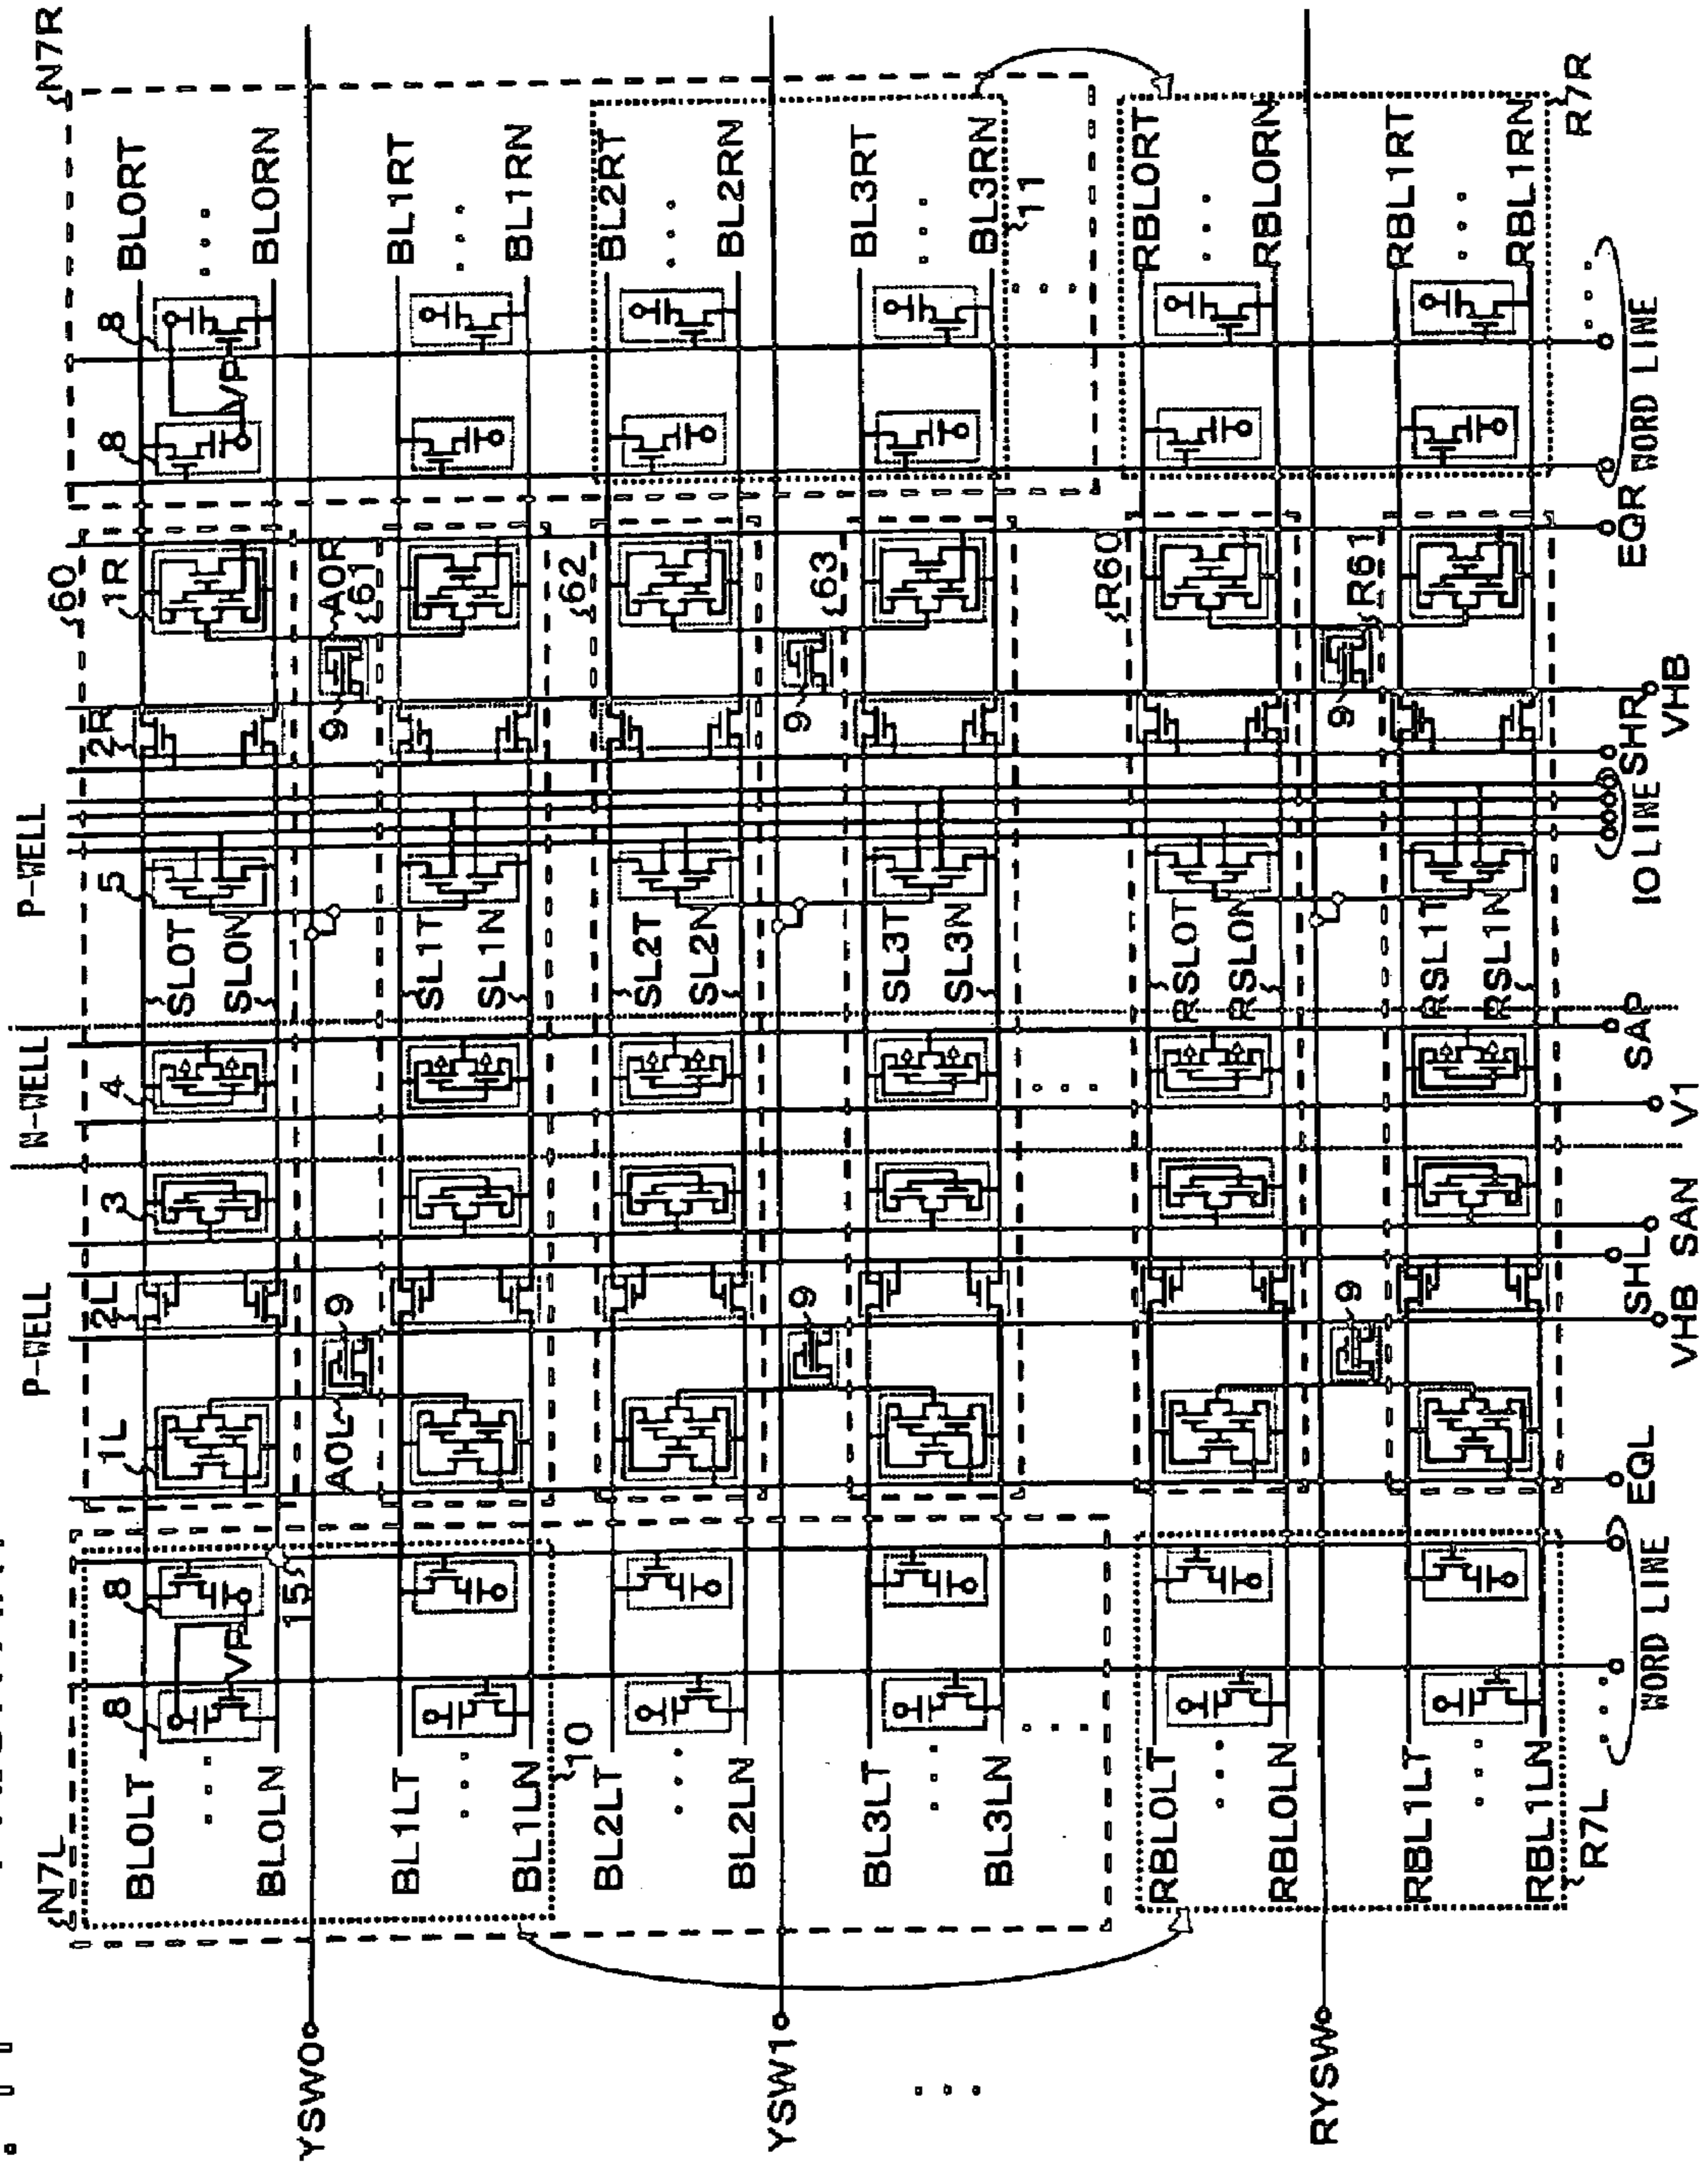 N7L
N7R
P-WELL
N-WELL
P-WELL
60
8
8
1L
2L
3
4
5
2R
1R
8
8
BL0LT
BL0RT
VP
SL0T
VP
BL0LN
SL0N
BL0RN
15
YSW0
A0L
9
9
A0R
61
BL1LT
SL1T
BL1RT
BL1LN
SL1N
BL1RN
10
62
BL2LT
SL2T
BL2RT
BL2LN
SL2N
BL2RN
YSW1
9
9
63
BL3LT
SL3T
BL3RT
BL3LN
SL3N
BL3RN
11
R60
RBL0LT
RSL0T
RBL0RT
RBL0LN
RSL0N
RBL0RN
RYSW
9
9
R61
RBL1LT
RSL1T
RBL1RT
RBL1LN
RSL1N
RBL1RN
R7L
R7R
WORD LINE
EQL
SHL
SAP
IOLINE
SHR
EQR
WORD LINE
VHB
SAN
V1
VHB